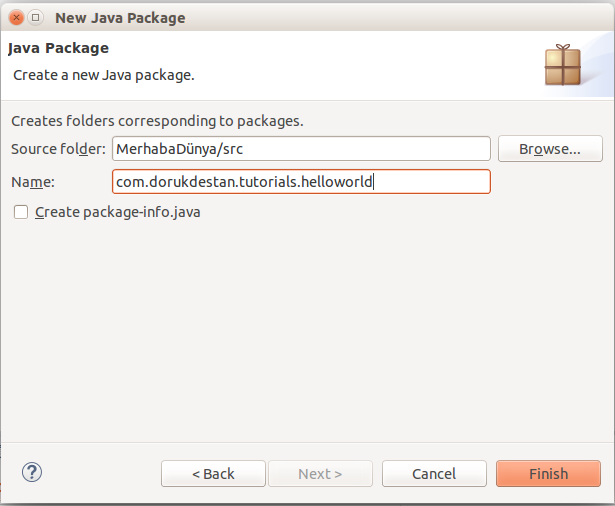 New Java Package
Java Package
Create a new Java package.
Creates folders corresponding to packages.
Source folder: MerhabaDünya/src Browse...
Name: com.dorukdestan.tutorials.helloworld
Create package-info.java
? < Back Next > Cancel Finish